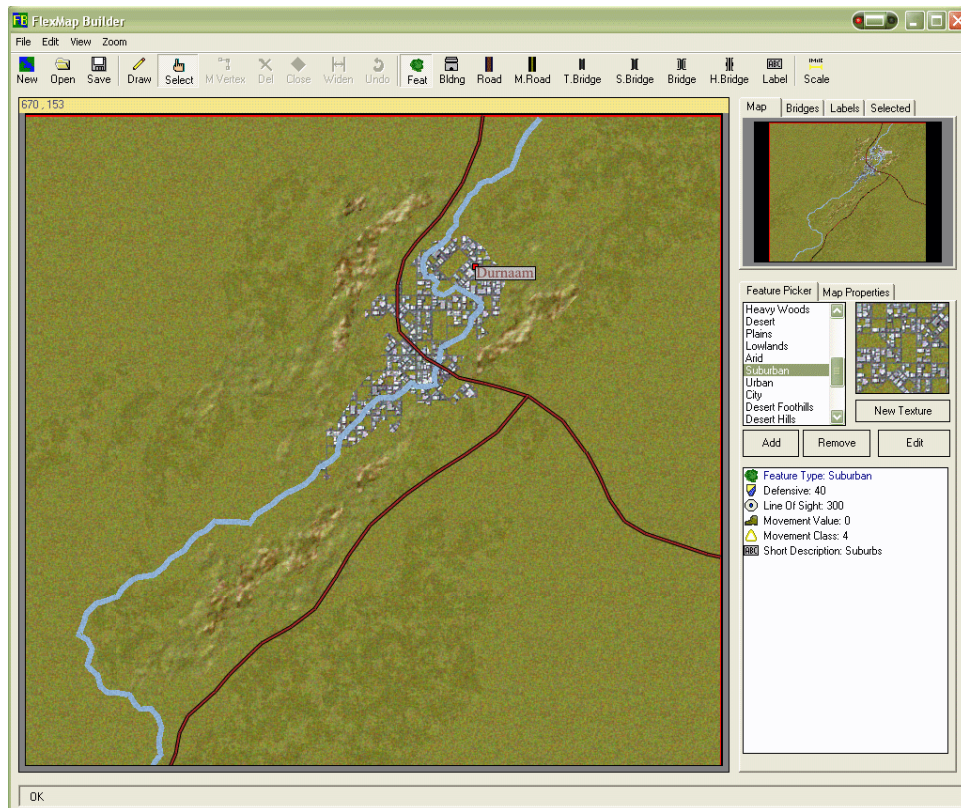 FB FlexMap Builder
File Edit View Zoom
New Open Save Draw Select M Vertex Del Close Widen Undo Feat Bldng Road M.Road T.Bridge S.Bridge Bridge H.Bridge ABC Label Scale
670 , 153
Map Bridges Labels Selected
Durnaam
Feature Picker Map Properties
Heavy Woods
Desert
Plains
Lowlands
Arid
Suburban
Urban
City
Desert Foothills
Desert Hills
New Texture
Add Remove Edit
Feature Type: Suburban
Defensive: 40
Line Of Sight: 300
Movement Value: 0
Movement Class: 4
ABC Short Description: Suburbs
OK